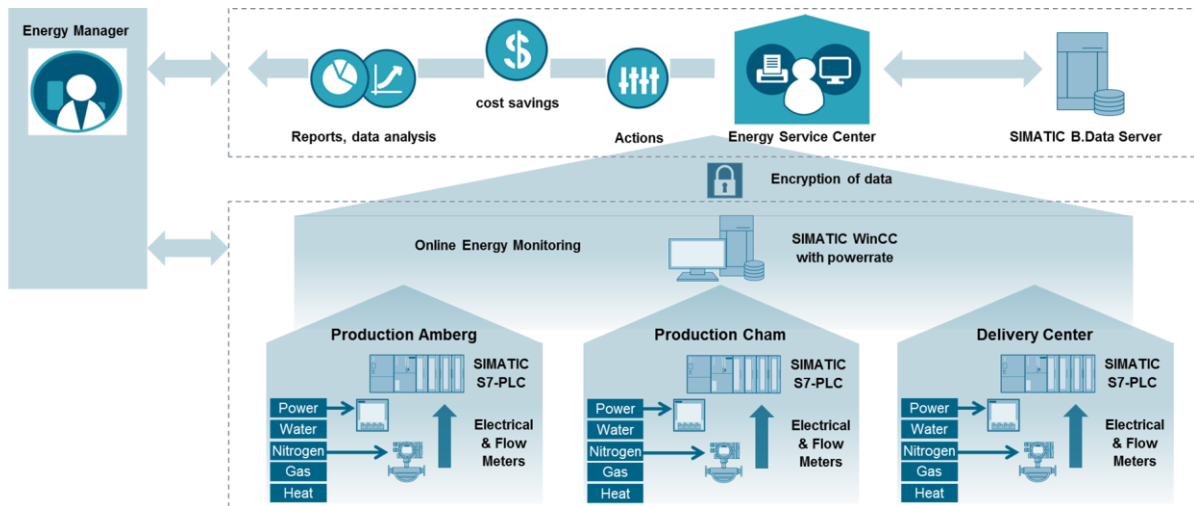 Energy Manager
$
cost savings
Reports, data analysis
Actions
Energy Service Center
SIMATIC B.Data Server
Encryption of data
Online Energy Monitoring
SIMATIC WinCC
with powerrate
Production Amberg
SIMATIC
S7-PLC
Power
Water
Nitrogen
Gas
Heat
Electrical
& Flow
Meters
Production Cham
SIMATIC
S7-PLC
Power
Water
Nitrogen
Gas
Heat
Electrical
& Flow
Meters
Delivery Center
SIMATIC
S7-PLC
Power
Water
Nitrogen
Gas
Heat
Electrical
& Flow
Meters